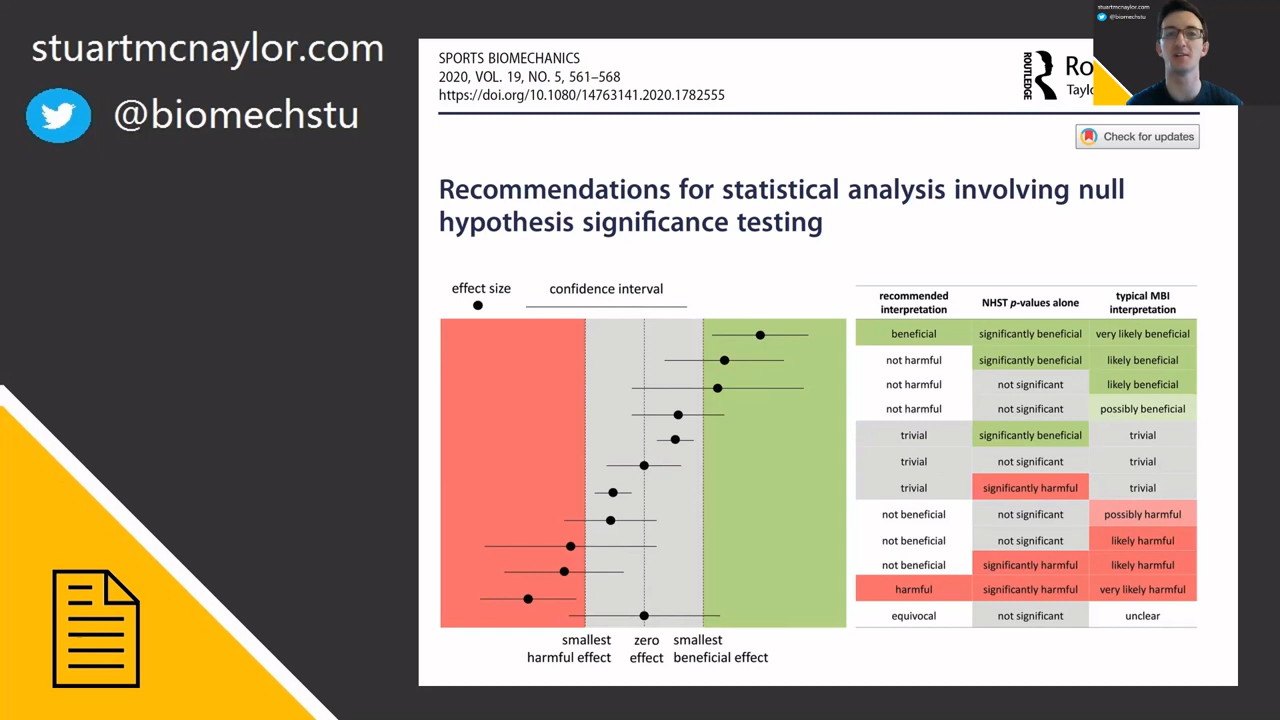 stuartmcnaylor.com
@biomechstu
SPORTS BIOMECHANICS
2020, VOL. 19, NO. 5, 561–568
https://doi.org/10.1080/14763141.2020.1782555
ROUTLEDGE
Ro
Taylo
stuartmcnaylor.com
@biomechstu
Check for updates
Recommendations for statistical analysis involving null
hypothesis significance testing
effect size
confidence interval
smallest
harmful effect
zero
effect
smallest
beneficial effect
recommended
interpretation
NHST p-values alone
typical MBI
interpretation
beneficial significantly beneficial very likely beneficial
not harmful significantly beneficial likely beneficial
not harmful not significant likely beneficial
not harmful not significant possibly beneficial
trivial significantly beneficial trivial
trivial not significant trivial
trivial significantly harmful trivial
not beneficial not significant possibly harmful
not beneficial not significant likely harmful
not beneficial significantly harmful likely harmful
harmful significantly harmful very likely harmful
equivocal not significant unclear